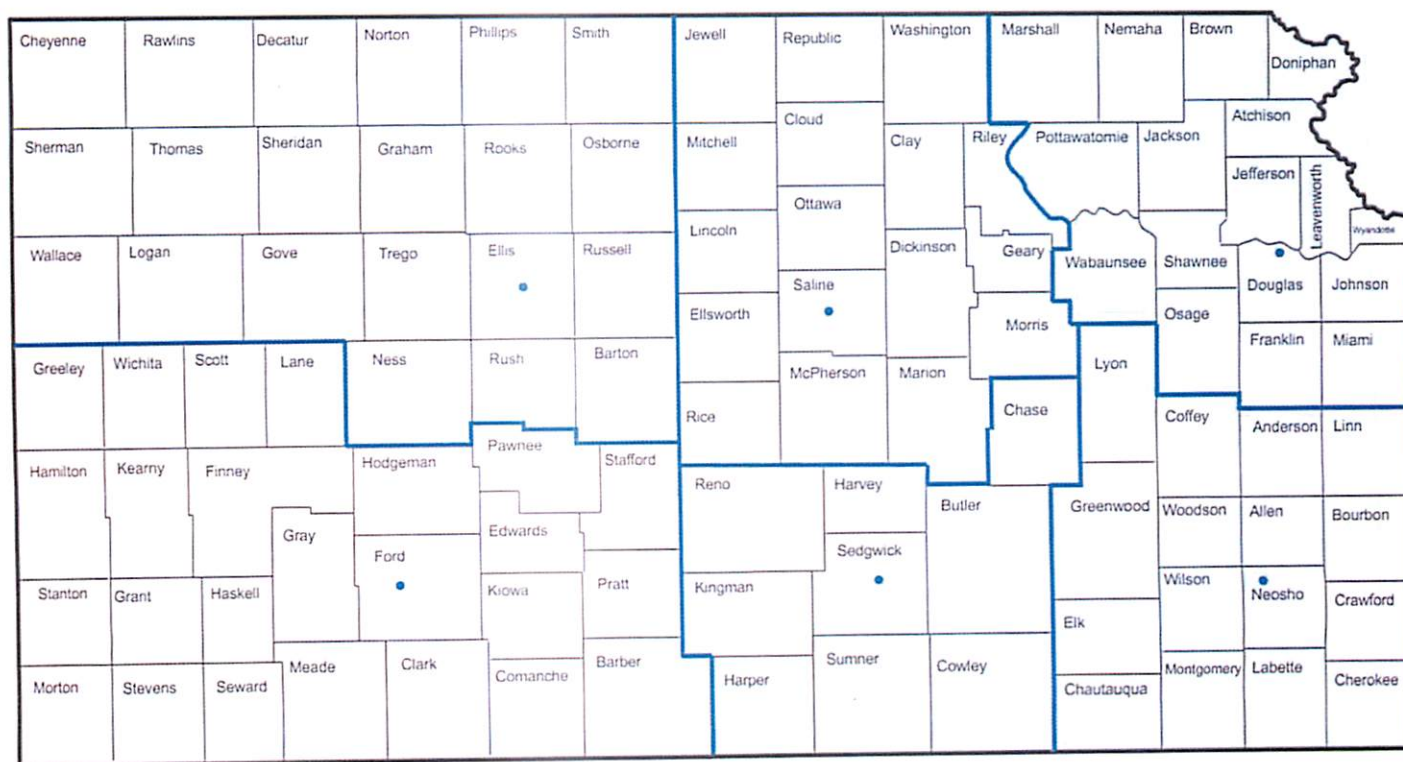 Cheyenne
Rawlins
Decatur
Norton
Phillips
Smith
Jewell
Republic
Washington
Marshall
Nemaha
Brown
Doniphan
Sherman
Thomas
Sheridan
Graham
Rooks
Osborne
Mitchell
Cloud
Clay
Riley
Pottawatomie
Jackson
Atchison
Jefferson
Leavenworth
Wyandotte
Wallace
Logan
Gove
Trego
Ellis
Russell
Lincoln
Ottawa
Dickinson
Geary
Wabaunsee
Shawnee
Douglas
Johnson
Ellsworth
Saline
Morris
Osage
Franklin
Miami
Greeley
Wichita
Scott
Lane
Ness
Rush
Barton
Rice
McPherson
Marion
Chase
Lyon
Coffey
Anderson
Linn
Hamilton
Kearny
Finney
Hodgeman
Pawnee
Stafford
Reno
Harvey
Butler
Greenwood
Woodson
Allen
Bourbon
Gray
Ford
Edwards
Sedgwick
Stanton
Grant
Haskell
Kiowa
Pratt
Kingman
Elk
Wilson
Neosho
Crawford
Morton
Stevens
Seward
Meade
Clark
Comanche
Barber
Harper
Sumner
Cowley
Chautauqua
Montgomery
Labette
Cherokee